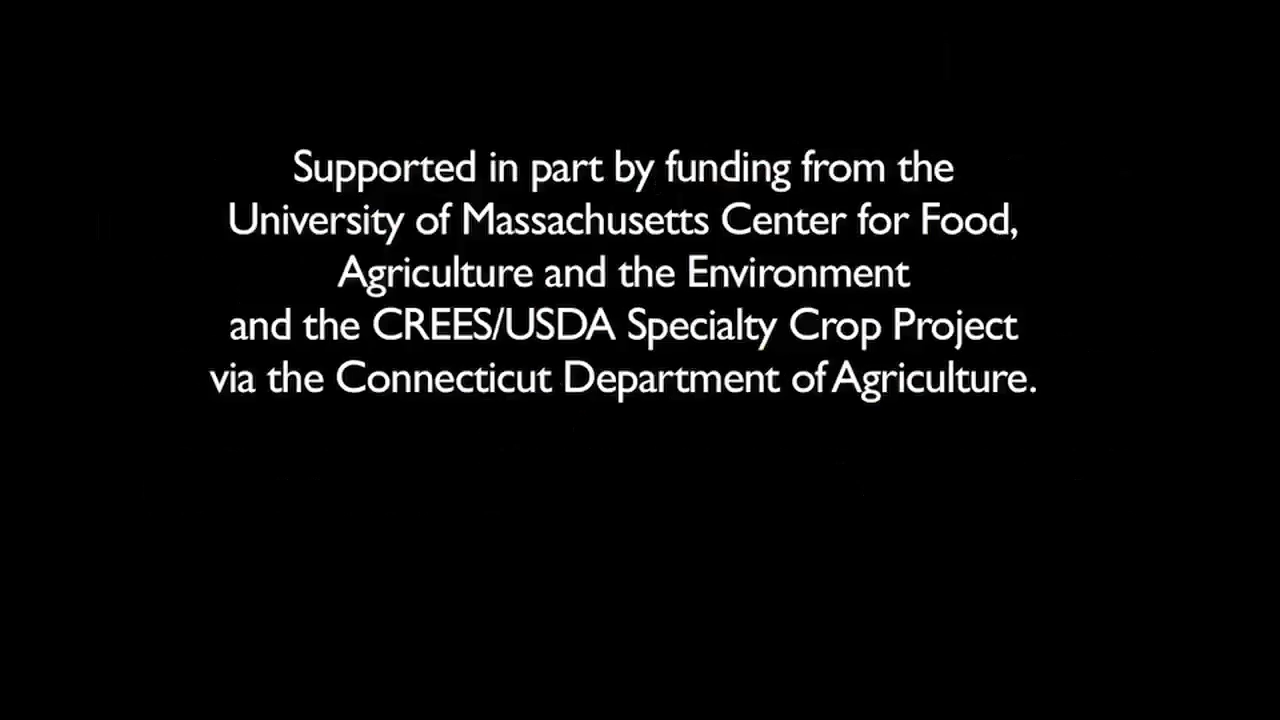 Supported in part by funding from the
University of Massachusetts Center for Food,
Agriculture and the Environment
and the CREES/USDA Specialty Crop Project
via the Connecticut Department of Agriculture.